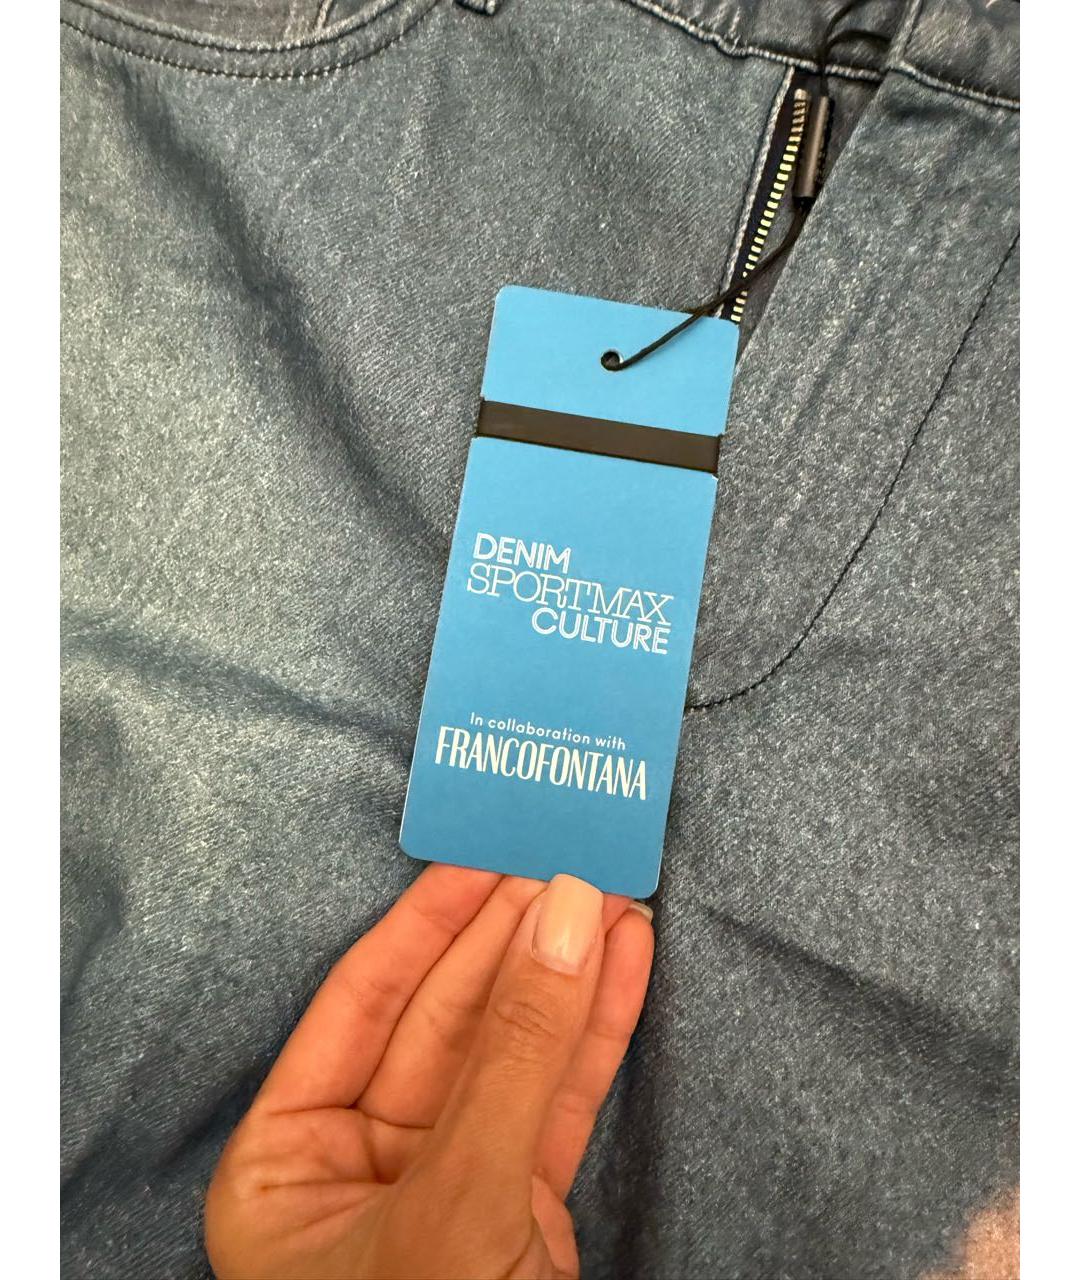 DENIM
SPORTMAX
CULTURE
In collaboration with
FRANCOFONTANA